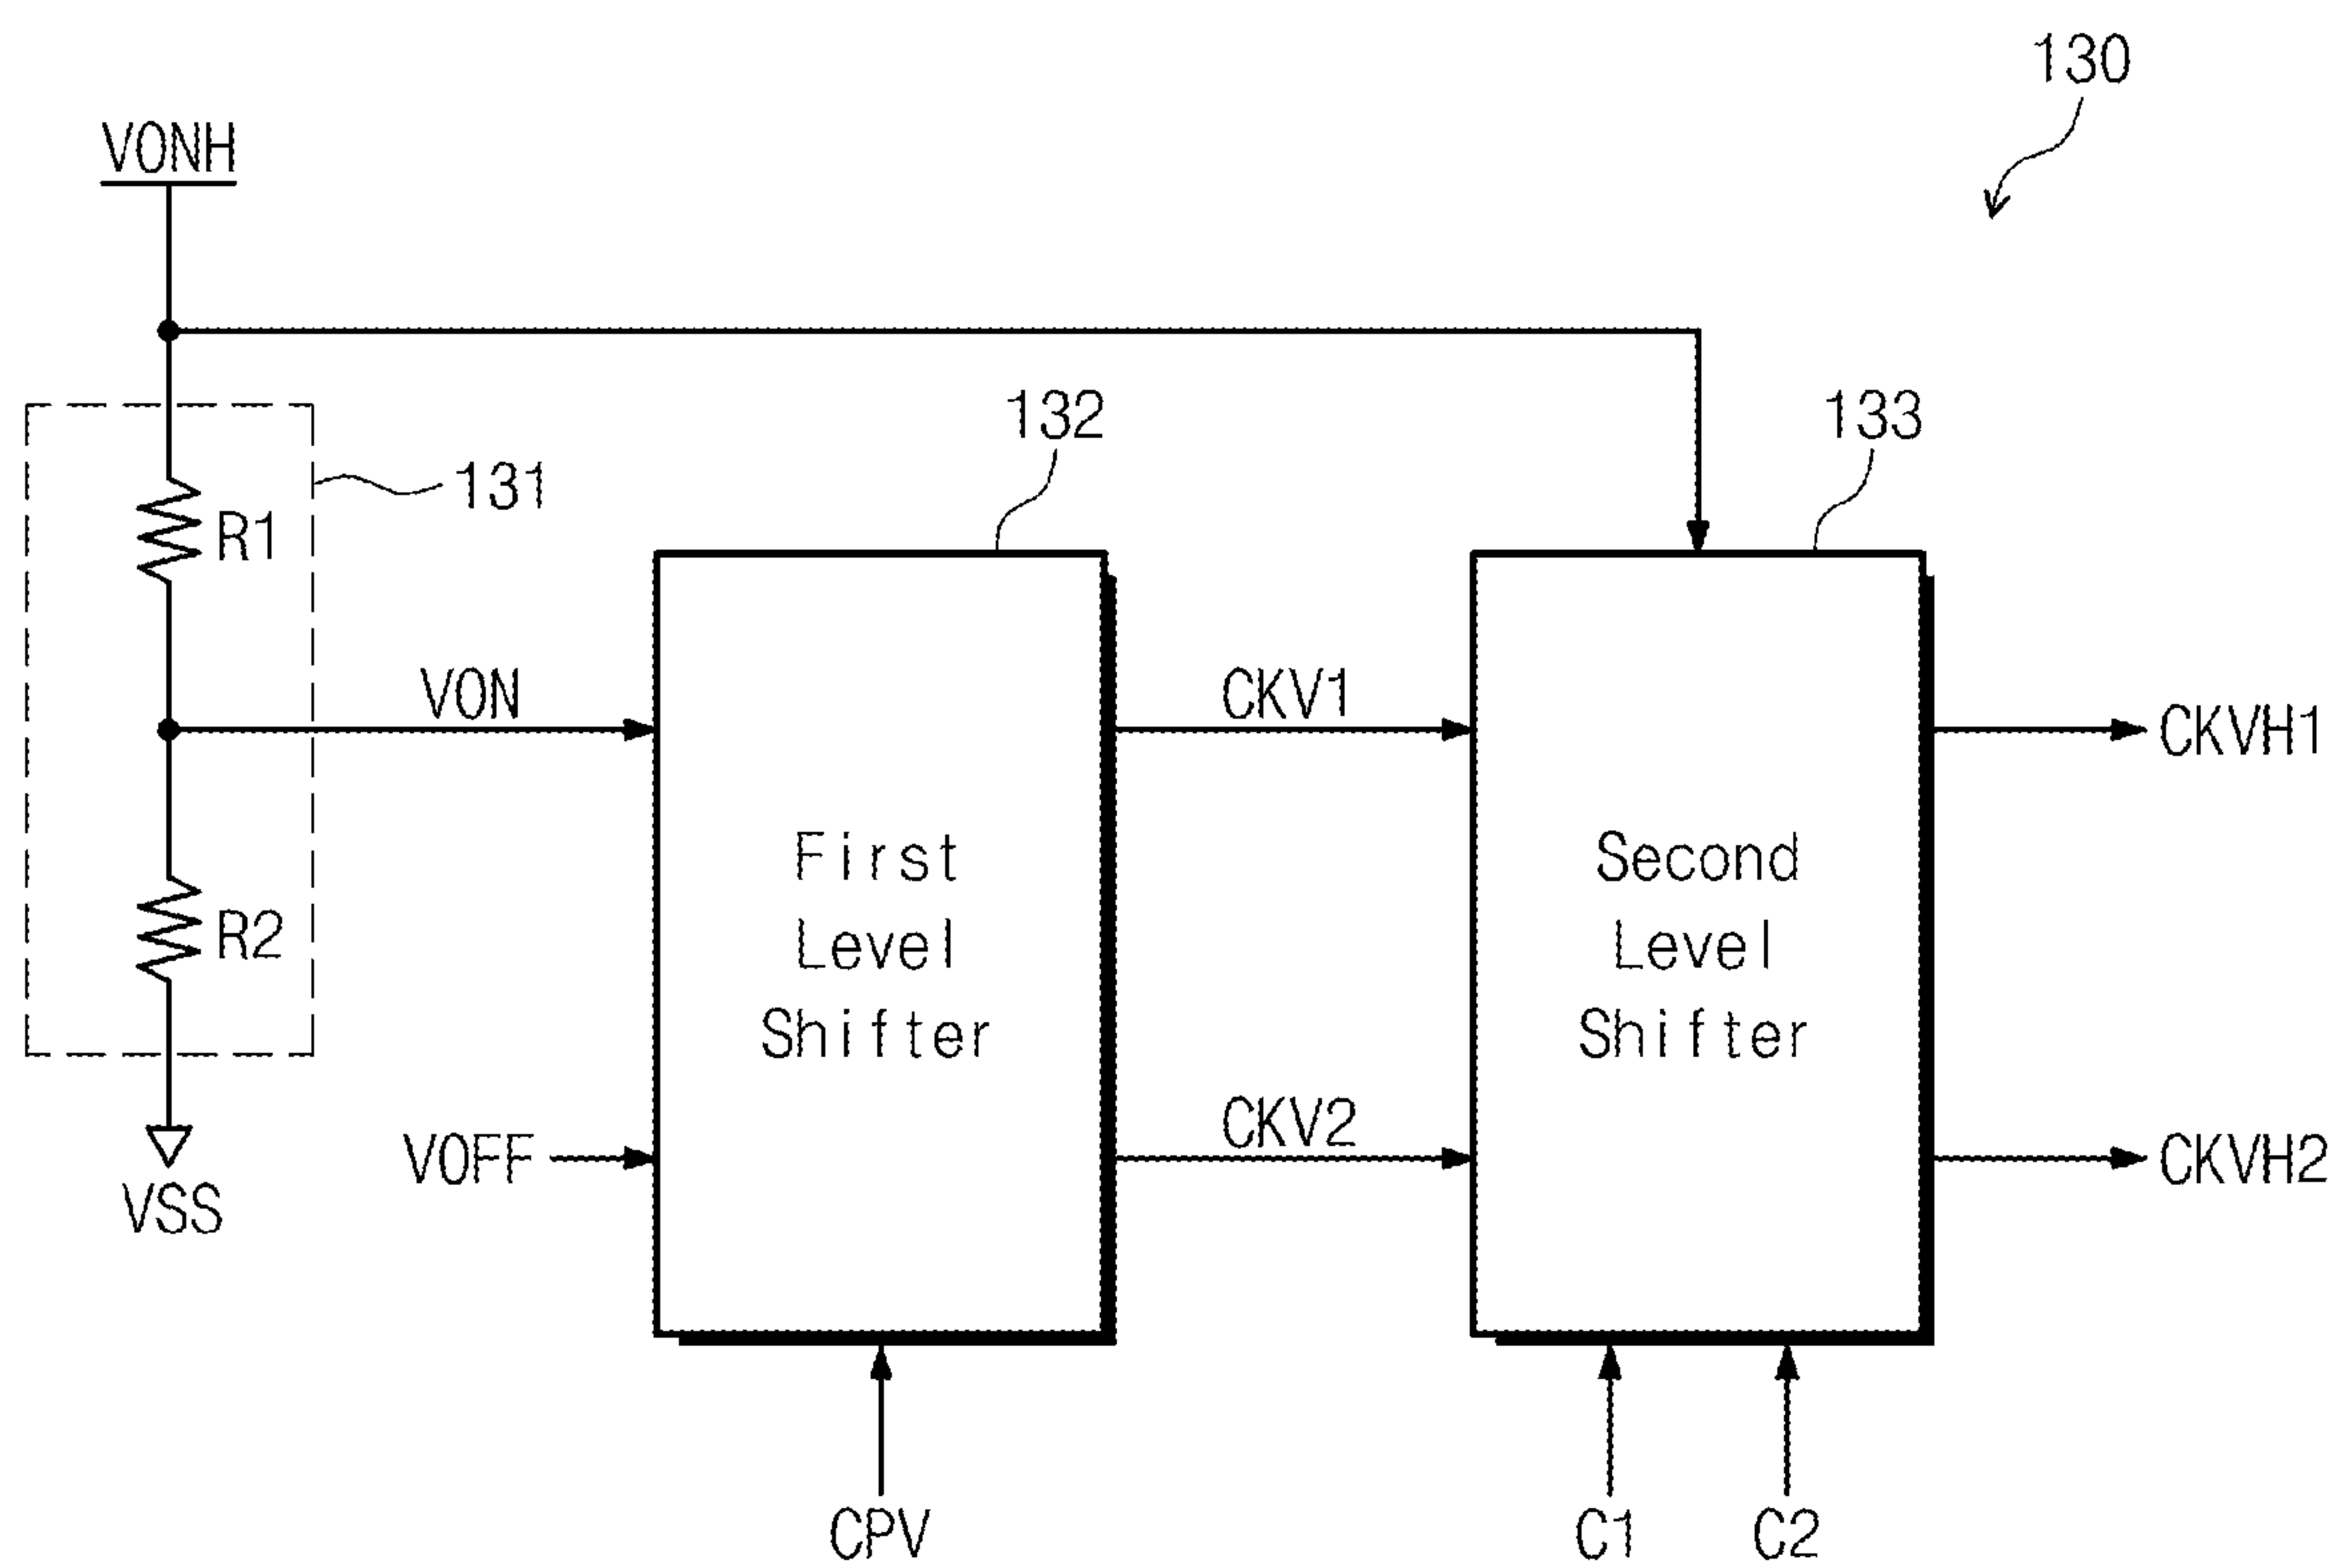 130
VONH
132
133
131
R1
VON
CKV1
CKVH1
First
Level
Shifter
Second
Level
Shifter
R2
VOFF
CKV2
CKVH2
VSS
CPV
C1
C2